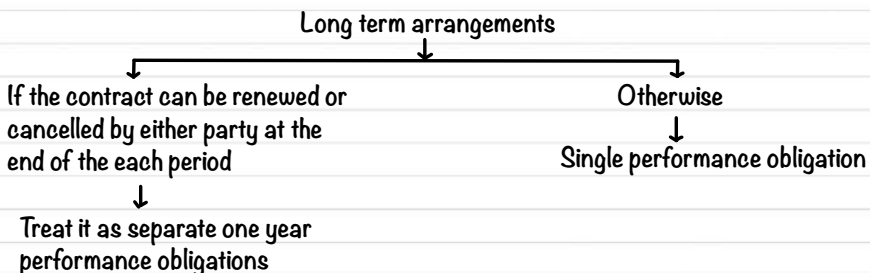 Long term arrangements
If the contract can be renewed or
cancelled by either party at the
end of the each period
Otherwise
Single performance obligation
Treat it as separate one year
performance obligations